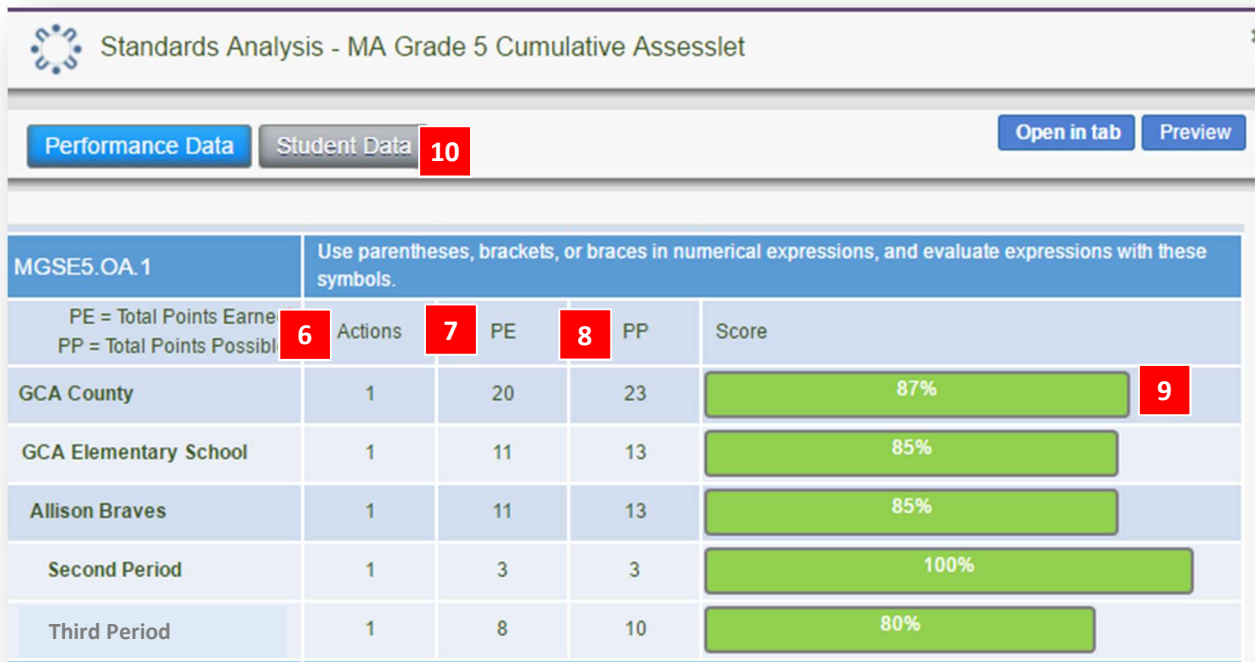 Standards Analysis - MA Grade 5 Cumulative Assesslet
Performance Data Student Data 10 Open in tab Preview
MGSE5.OA.1 Use parentheses, brackets, or braces in numerical expressions, and evaluate expressions with these
symbols.
PE = Total Points Earne
PP = Total Points Possibl
6 Actions 7 PE 8 PP Score
GCA County 1 20 23 87% 9
GCA Elementary School 1 11 13 85%
Allison Braves 1 11 13 85%
Second Period 1 3 3 100%
Third Period 1 8 10 80%